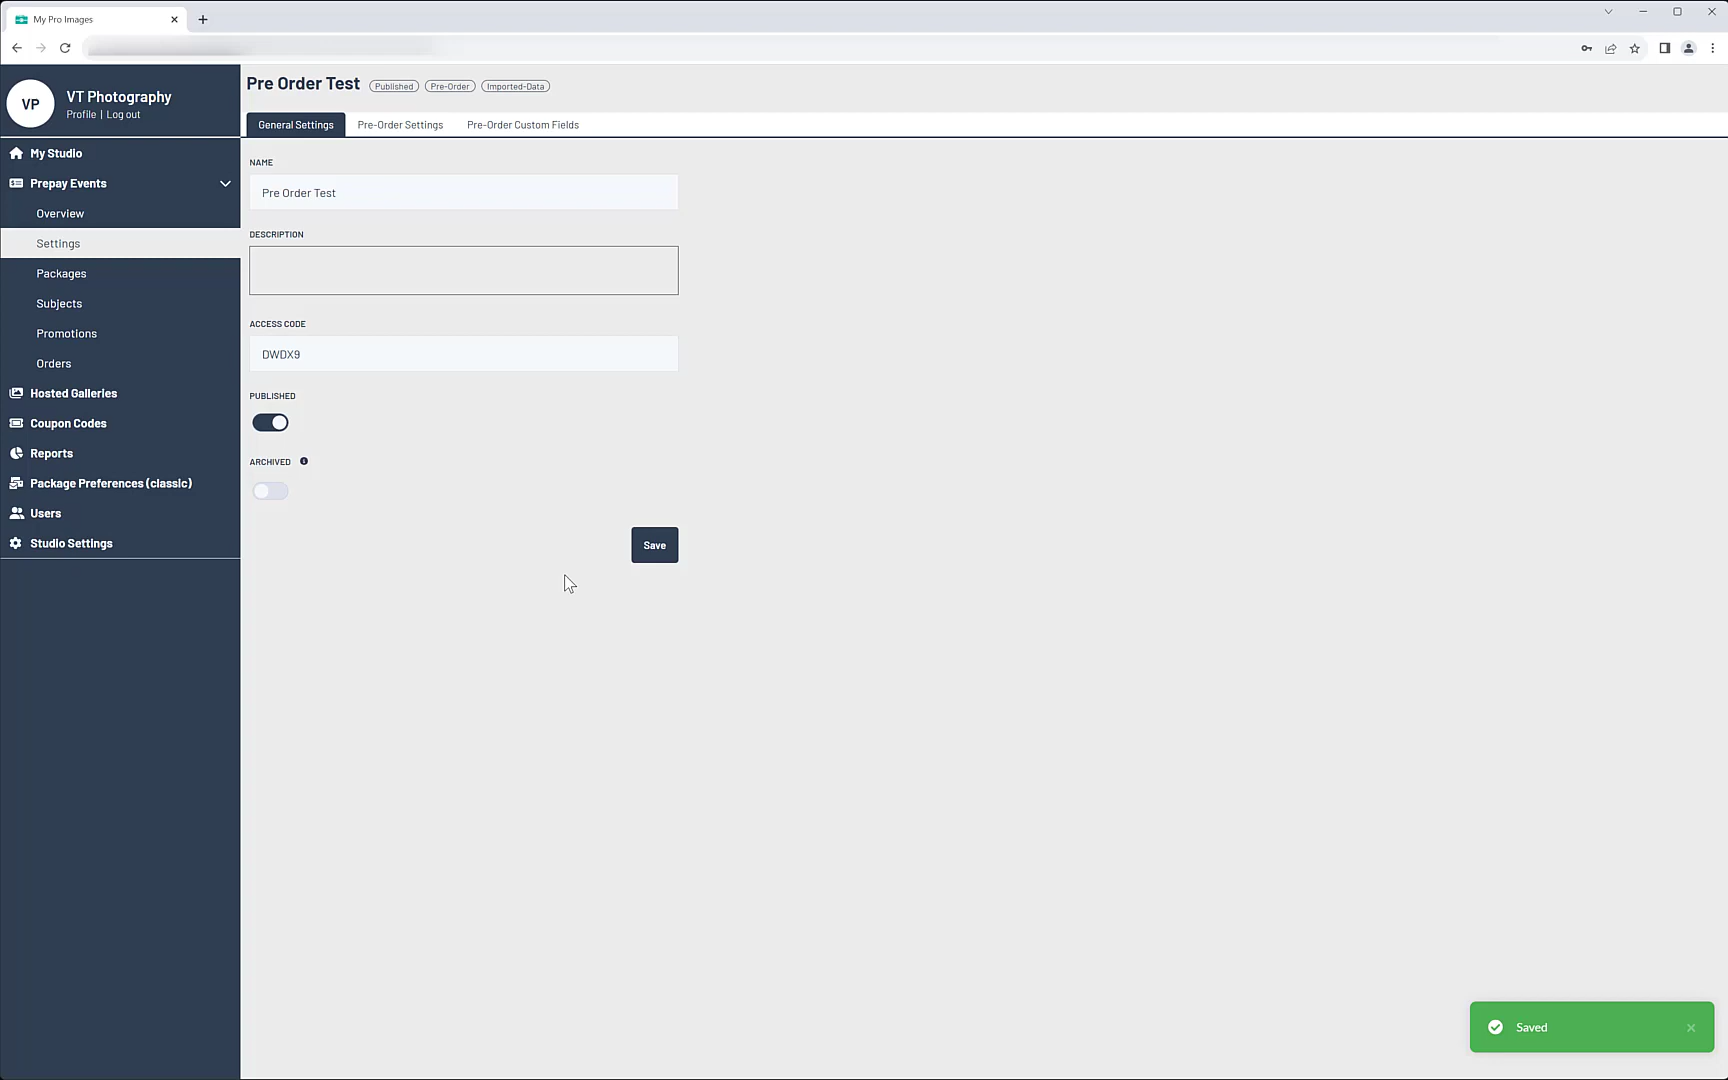 My Pro Images
VP
VT Photography
Profile | Log out
My Studio
Prepay Events
Overview
Settings
Packages
Subjects
Promotions
Orders
Hosted Galleries
Coupon Codes
Reports
Package Preferences (classic)
Users
Studio Settings
Pre Order Test Published Pre-Order Imported-Data
General Settings Pre-Order Settings Pre-Order Custom Fields
NAME
Pre Order Test
DESCRIPTION
ACCESS CODE
DWDX9
PUBLISHED
ARCHIVED
Save
Saved